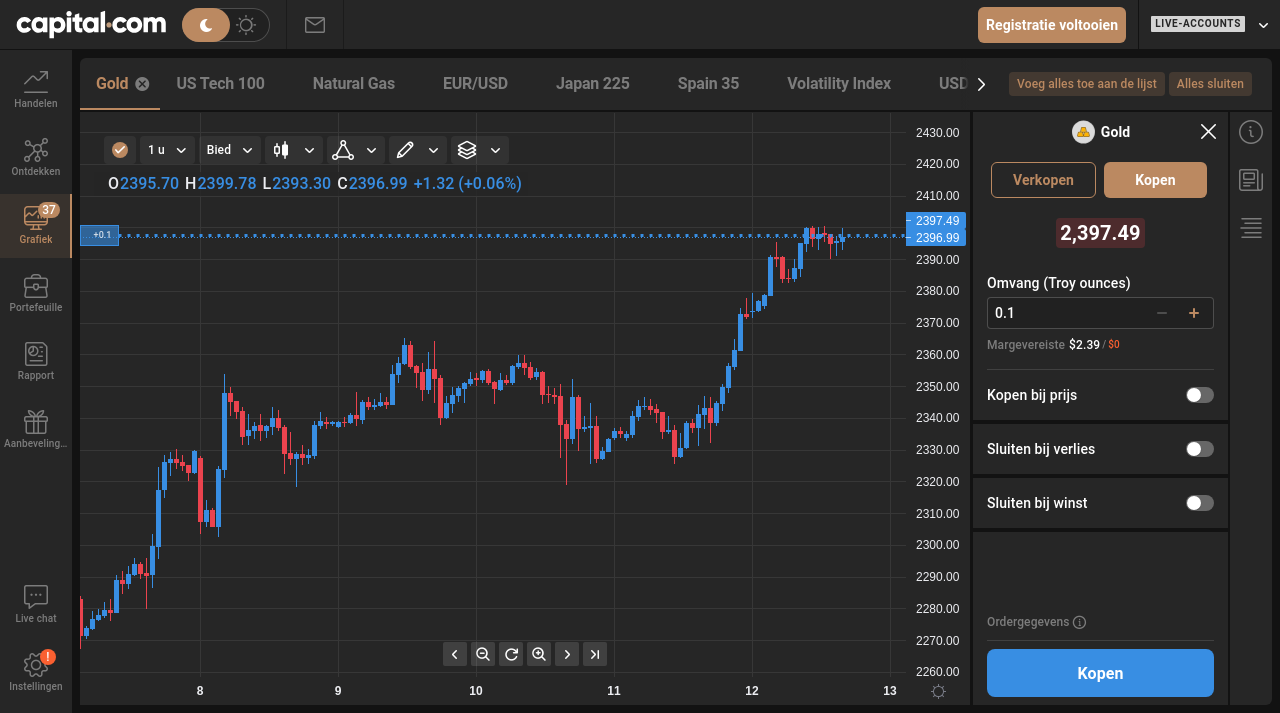 capital.com
Registratie voltooien
LIVE-ACCOUNTS
Handelen
Ontdekken
37
Grafiek
Portefeuille
Rapport
Aanbeveling...
Live chat
!
Instellingen
Gold US Tech 100 Natural Gas EUR/USD Japan 225 Spain 35 Volatility Index USD
Voeg alles toe aan de lijst Alles sluiten
1 u Bied
O2395.70 H2399.78 L2393.30 C2396.99 +1.32 (+0.06%)
+0.1
2430.00
2420.00
2410.00
2397.49
2396.99
2390.00
2380.00
2370.00
2360.00
2350.00
2340.00
2330.00
2320.00
2310.00
2300.00
2290.00
2280.00
2270.00
2260.00
8 9 10 11 12 13
Gold
Verkopen Kopen
2,397.49
Omvang (Troy ounces)
0.1 − +
Margevereiste $2.39 / $0
Kopen bij prijs
Sluiten bij verlies
Sluiten bij winst
Ordergegevens
Kopen